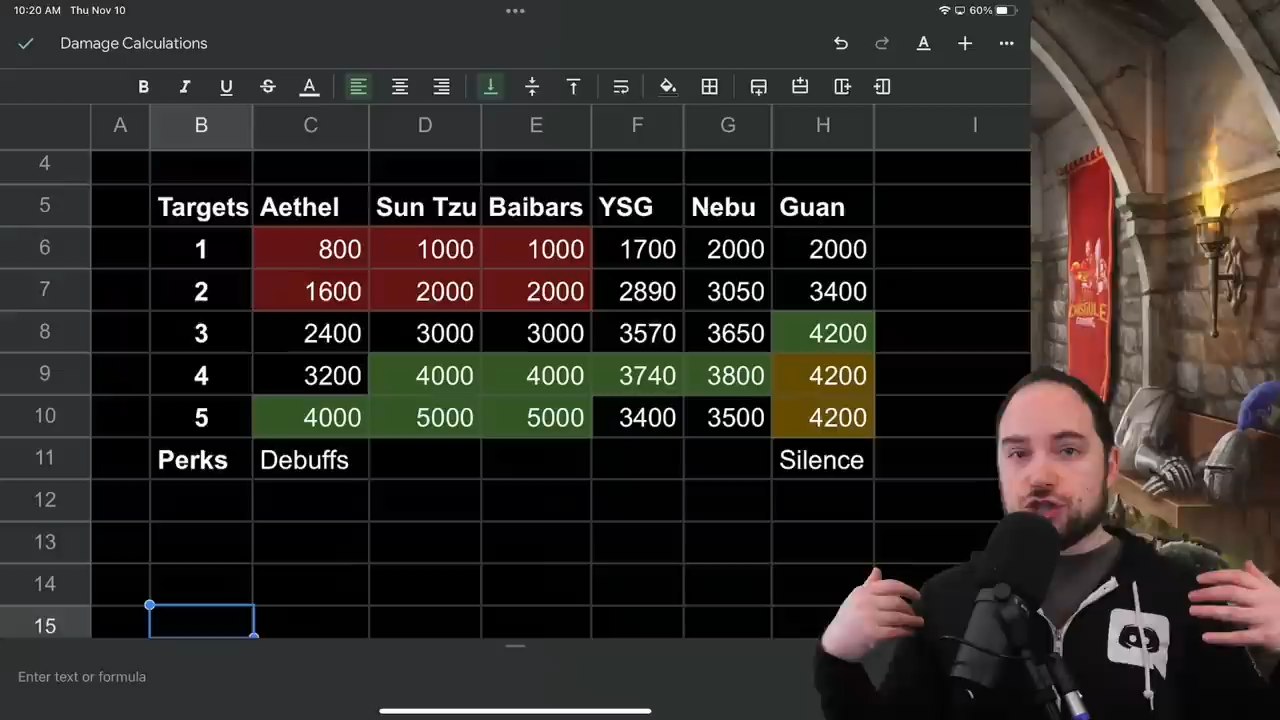 10:20 AM Thu Nov 10
60%
Damage Calculations
A
B I U S A
A B C D E F G H I
4
5 Targets Aethel Sun Tzu Baibars YSG Nebu Guan
6 1 800 1000 1000 1700 2000 2000
7 2 1600 2000 2000 2890 3050 3400
8 3 2400 3000 3000 3570 3650 4200
9 4 3200 4000 4000 3740 3800 4200
10 5 4000 5000 5000 3400 3500 4200
11 Perks Debuffs Silence
12
13
14
15
Enter text or formula